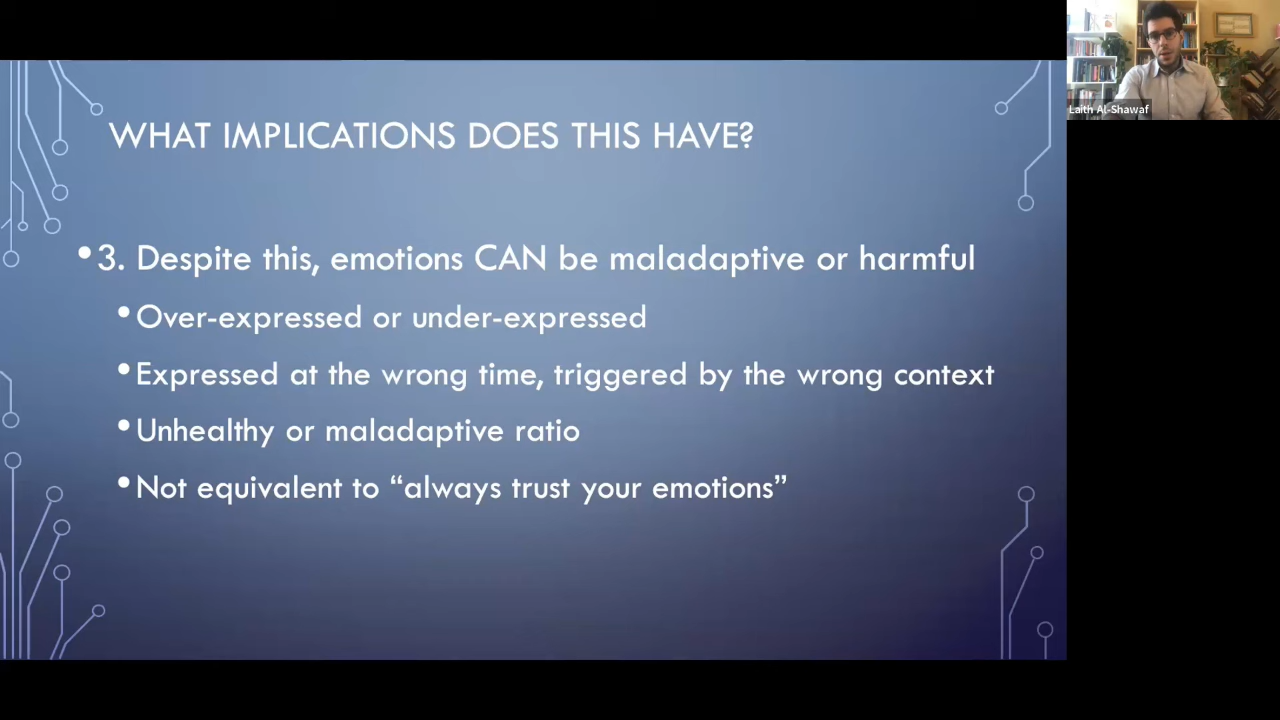 WHAT IMPLICATIONS DOES THIS HAVE?
•3. Despite this, emotions CAN be maladaptive or harmful
•Over-expressed or under-expressed
•Expressed at the wrong time, triggered by the wrong context
•Unhealthy or maladaptive ratio
•Not equivalent to “always trust your emotions”
Laith Al-Shawaf